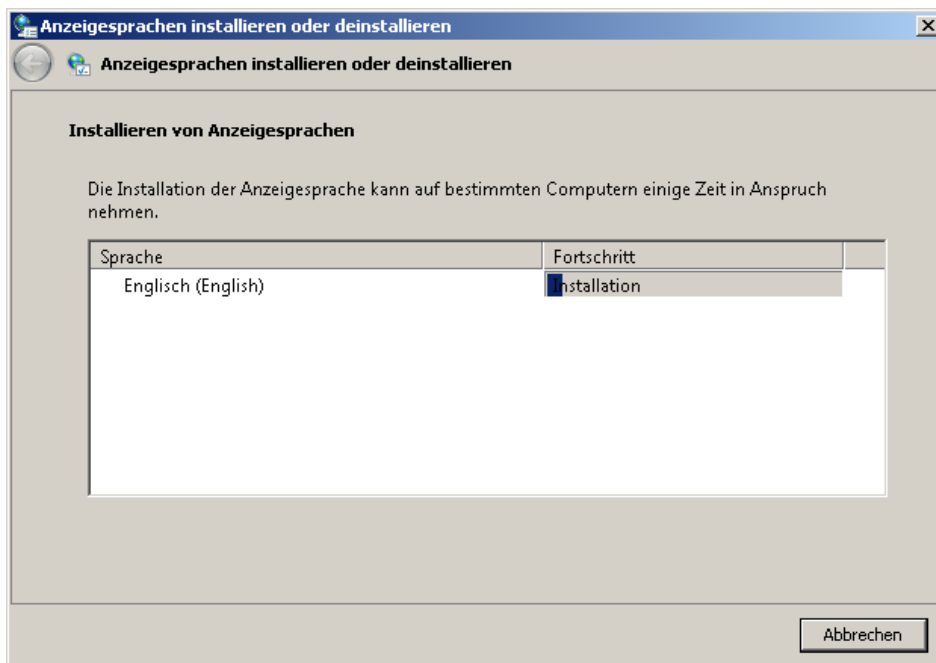 Anzeigesprachen installieren oder deinstallieren
Anzeigesprachen installieren oder deinstallieren
Installieren von Anzeigesprachen
Die Installation der Anzeigesprache kann auf bestimmten Computern einige Zeit in Anspruch
nehmen.
Sprache Fortschritt
Englisch (English) Installation
Abbrechen